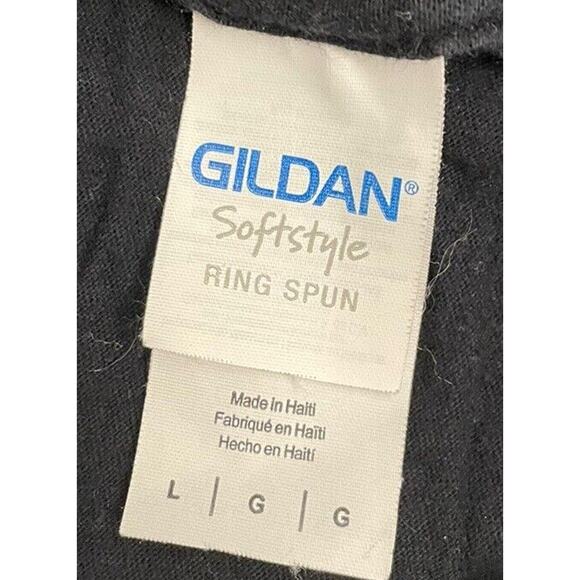 GILDAN®
Softstyle
RING SPUN
Made in Haiti
Fabriqué en Haïti
Hecho en Haití
L | G | G